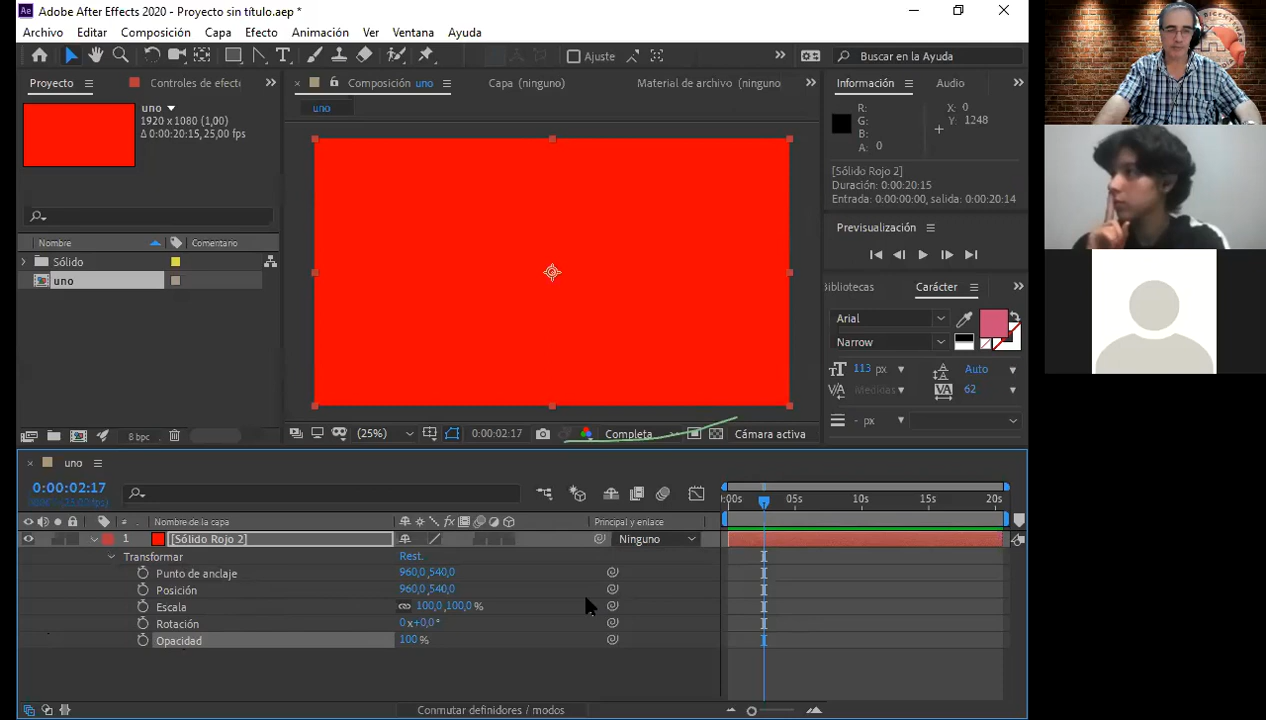 Adobe After Effects 2020 - Proyecto sin título.aep *
Archivo Editar Composición Capa Efecto Animación Ver Ventana Ayuda
Ajuste
Buscar en la Ayuda
Proyecto
Controles de efect
uno
1920 x 1080 (1,00)
Δ 0:00:20:15, 25,00 fps
Nombre
Comentario
Sólido
uno
8 bpc
Composición uno
Capa (ninguno)
Material de archivo (ninguno
uno
(25%)
0:00:02:17
Completa
Cámara activa
Información
Audio
R:
G:
B:
A: 0
X: 0
Y: 1248
[Sólido Rojo 2]
Duración: 0:00:20:15
Entrada: 0:00:00:00, salida: 0:00:20:14
Previsualización
Bibliotecas
Carácter
Arial
Narrow
113 px
Auto
62
- px
uno
0:00:02:17
:00s 05s 10s 15s 20s
# Nombre de la capa
Principal y enlace
1 [Sólido Rojo 2]
Ninguno
Transformar
Rest.
Punto de anclaje
960,0 ,540,0
Posición
960,0 ,540,0
Escala
100,0 ,100,0 %
Rotación
0 x+0,0°
Opacidad
100 %
Conmutar definidores / modos